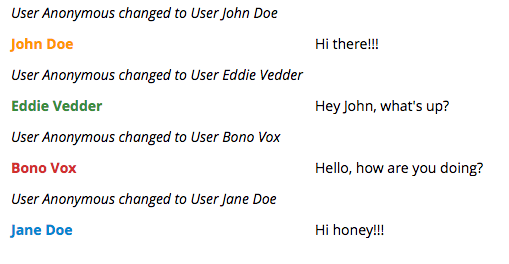 User Anonymous changed to User John Doe
John Doe Hi there!!!
User Anonymous changed to User Eddie Vedder
Eddie Vedder Hey John, what's up?
User Anonymous changed to User Bono Vox
Bono Vox Hello, how are you doing?
User Anonymous changed to User Jane Doe
Jane Doe Hi honey!!!